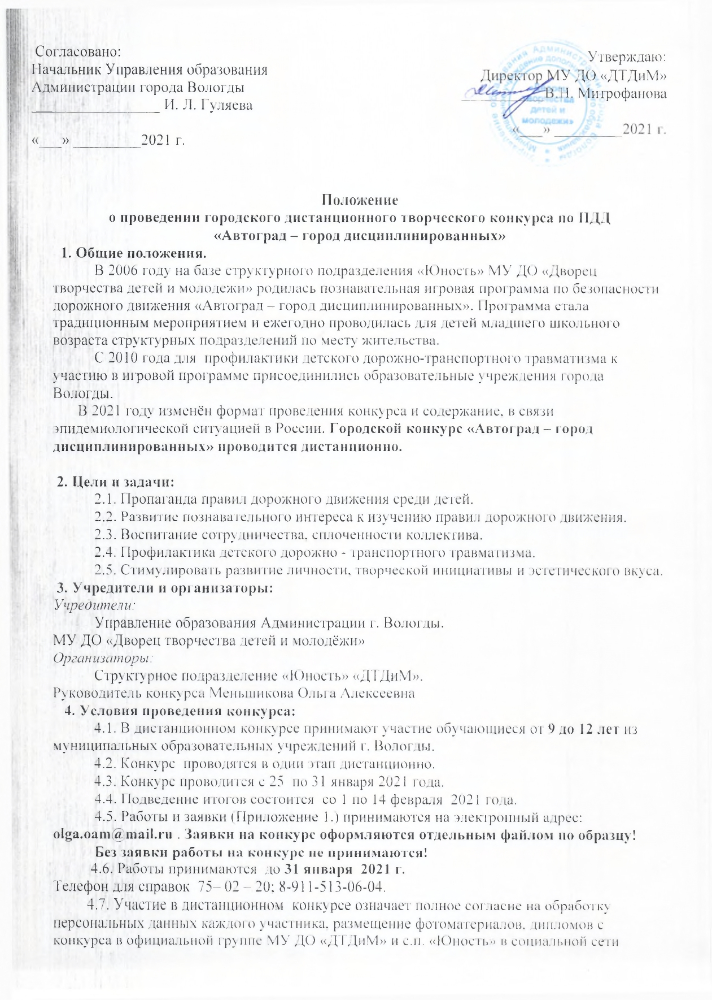 Согласовано:
Начальник Управления образования
Администрации города Вологды
_________________ И. Л. Гуляева
«___» _________2021 г.
Утверждаю:
Директор МУ ДО «ДТДиМ»
___________В.Н. Митрофанова
«___» _________2021 г.
творчества
детей и
молодежи»
Положение
о проведении городского дистанционного творческого конкурса по ПДД
«Автоград – город дисциплинированных»
1. Общие положения.
В 2006 году на базе структурного подразделения «Юность» МУ ДО «Дворец
творчества детей и молодежи» родилась познавательная игровая программа по безопасности
дорожного движения «Автоград – город дисциплинированных». Программа стала
традиционным мероприятием и ежегодно проводилась для детей младшего школьного
возраста структурных подразделений по месту жительства.
С 2010 года для профилактики детского дорожно-транспортного травматизма к
участию в игровой программе присоединились образовательные учреждения города
Вологды.
В 2021 году изменён формат проведения конкурса и содержание, в связи
эпидемиологической ситуацией в России. Городской конкурс «Автоград – город
дисциплинированных» проводится дистанционно.
2. Цели и задачи:
2.1. Пропаганда правил дорожного движения среди детей.
2.2. Развитие познавательного интереса к изучению правил дорожного движения.
2.3. Воспитание сотрудничества, сплоченности коллектива.
2.4. Профилактика детского дорожно - транспортного травматизма.
2.5. Стимулировать развитие личности, творческой инициативы и эстетического вкуса.
3. Учредители и организаторы:
Учредители:
Управление образования Администрации г. Вологды.
МУ ДО «Дворец творчества детей и молодёжи»
Организаторы:
Структурное подразделение «Юность» «ДТДиМ».
Руководитель конкурса Меньшикова Ольга Алексеевна
4. Условия проведения конкурса:
4.1. В дистанционном конкурсе принимают участие обучающиеся от 9 до 12 лет из
муниципальных образовательных учреждений г. Вологды.
4.2. Конкурс проводятся в один этап дистанционно.
4.3. Конкурс проводится с 25 по 31 января 2021 года.
4.4. Подведение итогов состоится со 1 по 14 февраля 2021 года.
4.5. Работы и заявки (Приложение 1.) принимаются на электронный адрес:
olga.oam@mail.ru . Заявки на конкурс оформляются отдельным файлом по образцу!
Без заявки работы на конкурс не принимаются!
4.6. Работы принимаются до 31 января 2021 г.
Телефон для справок 75– 02 – 20; 8-911-513-06-04.
4.7. Участие в дистанционном конкурсе означает полное согласие на обработку
персональных данных каждого участника, размещение фотоматериалов, дипломов с
конкурса в официальной группе МУ ДО «ДТДиМ» и с.п. «Юность» в социальной сети